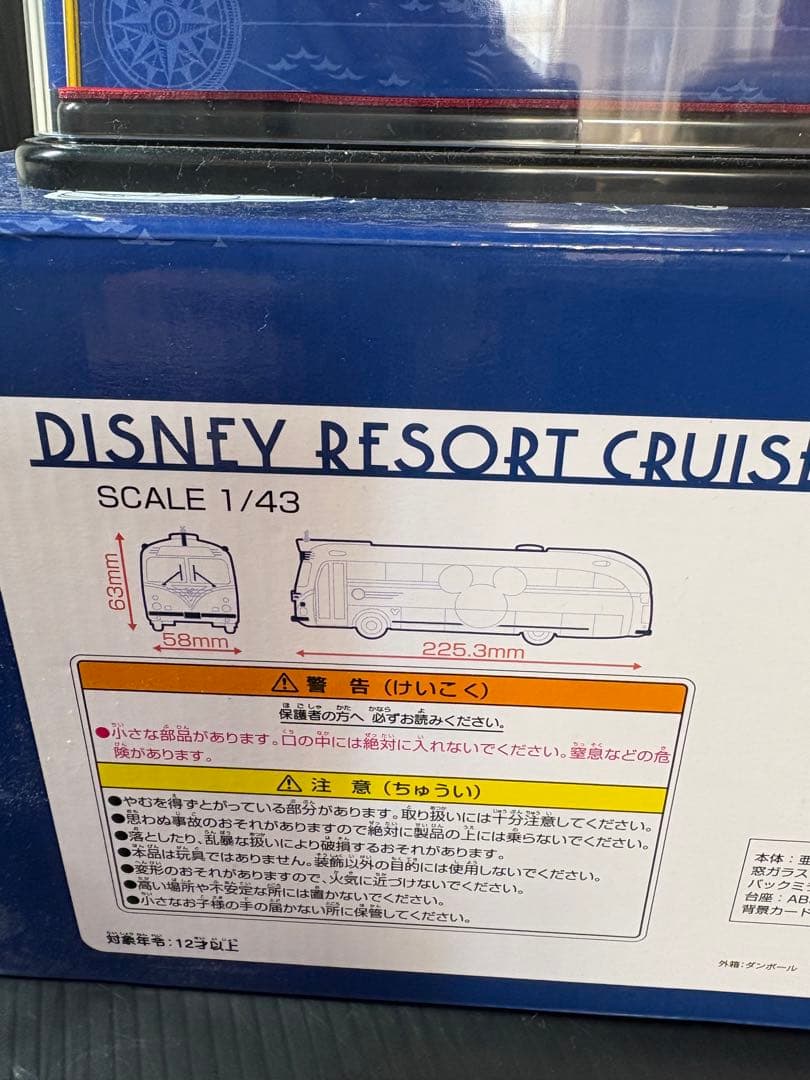 DISNEY RESORT CRUISE
SCALE 1/43
63mm
58mm
225.3mm
警 告 (けいこく)
保護者の方へ 必ずお読みください。
●小さな部品があります。口の中には絶対に入れないでください。窒息などの危
険があります。
注 意 (ちゅうい)
●やむを得ずとがっている部分があります。取り扱いには十分注意してください。
●思わぬ事故のおそれがありますので絶対に製品の上には乗らないでください。
●落としたり、乱暴な扱いにより破損するおそれがあります。
●本品は玩具ではありません。装飾以外の目的には使用しないでください。
●変形のおそれがありますので、火気に近づけないでください。
●高い場所や不安定な所には置かないでください。
●小さなお子様の手の届かない所に保管してください。
対象年令:12才以上
本体:亜
窓ガラス
バックミ
台座:AB
背景カード
外箱:ダンボール